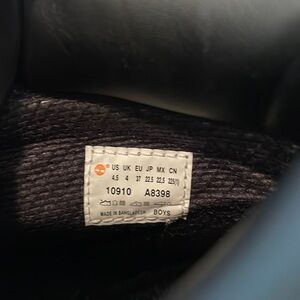 US UK EU JP MX CN
4.5 4 37 22.5 22.5 225(1)
10910 A8398
MADE IN BANGLADESH BOYS